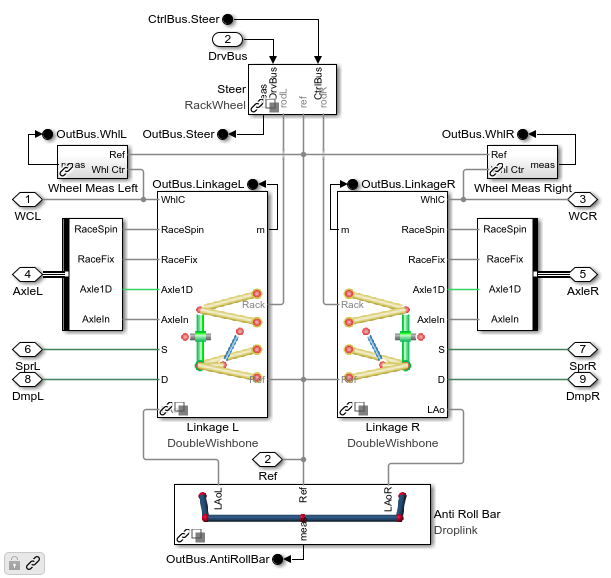 CtrlBus.Steer
2
DrvBus
Steer
RackWheel
meas
DrvBus
rodL
ref
rodR
CtrlBus
OutBus.WhlL
OutBus.Steer
OutBus.WhlR
meas
Ref
Whl Ctr
Wheel Meas Left
Ref
Whl Ctr
meas
Wheel Meas Right
OutBus.LinkageL
OutBus.LinkageR
1
WCL
WhlC
WhlC
3
WCR
RaceSpin
RaceSpin
m
m
RaceSpin
RaceSpin
RaceFix
RaceFix
RaceFix
RaceFix
4
AxleL
Axle1D
Axle1D
Axle1D
Axle1D
5
AxleR
AxleIn
AxleIn
Rack
Rack
AxleIn
AxleIn
6
SprL
S
S
7
SprR
8
DmpL
D
Ref
Ref
D
9
DmpR
LAo
Linkage L
DoubleWishbone
Linkage R
DoubleWishbone
2
Ref
LAoL
Ref
LAoR
meas
Anti Roll Bar
Droplink
OutBus.AntiRollBar